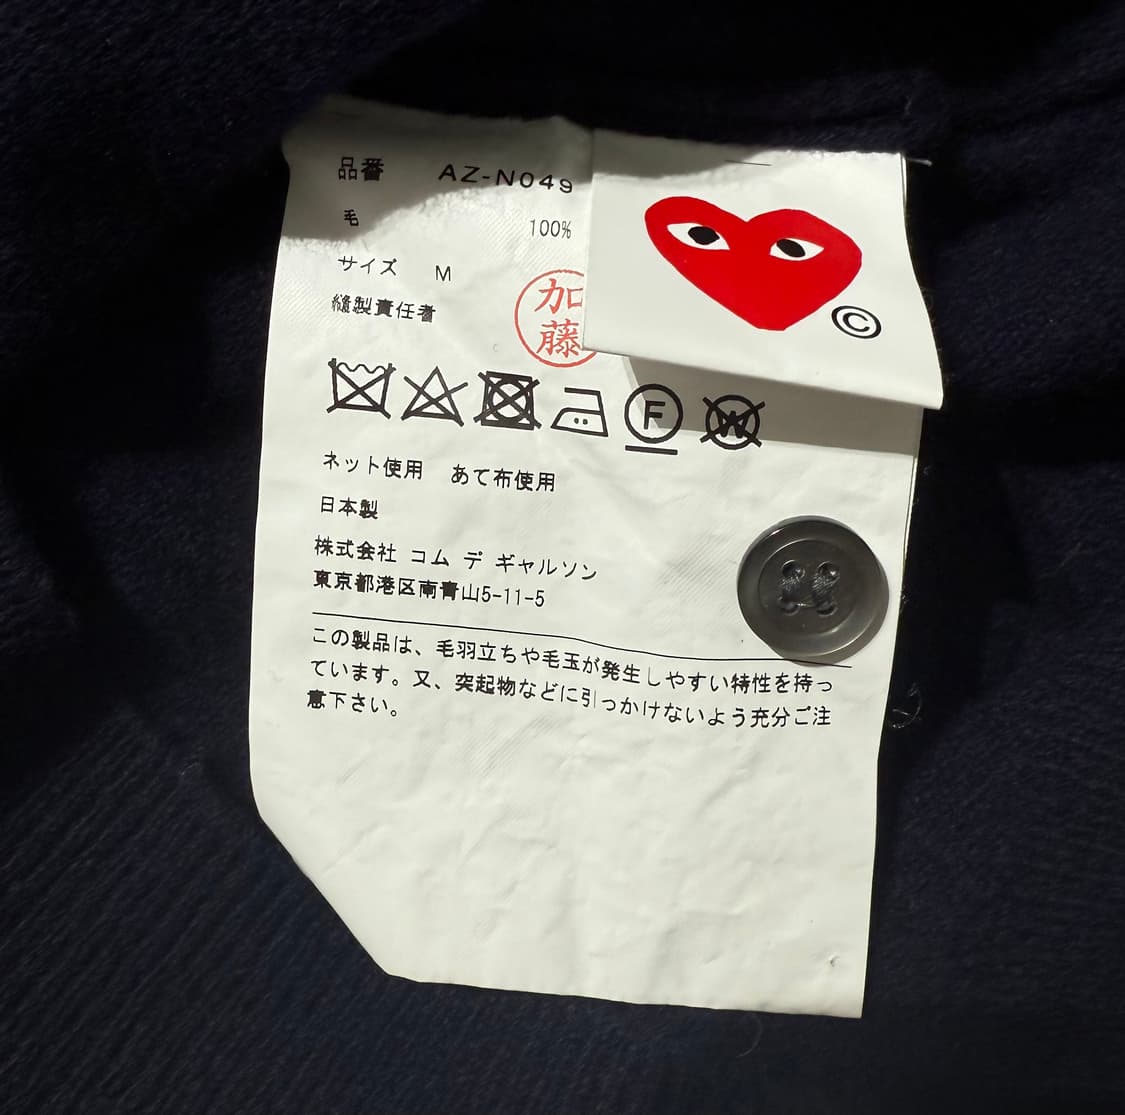 品番 AZ-N049
毛 100%
サイズ M
縫製責任者
加
藤
©
F
W
ネット使用 あて布使用
日本製
株式会社 コム デ ギャルソン
東京都港区南青山5-11-5
この製品は、毛羽立ちや毛玉が発生しやすい特性を持っ
ています。又、突起物などに引っかけないよう充分ご注
意下さい。